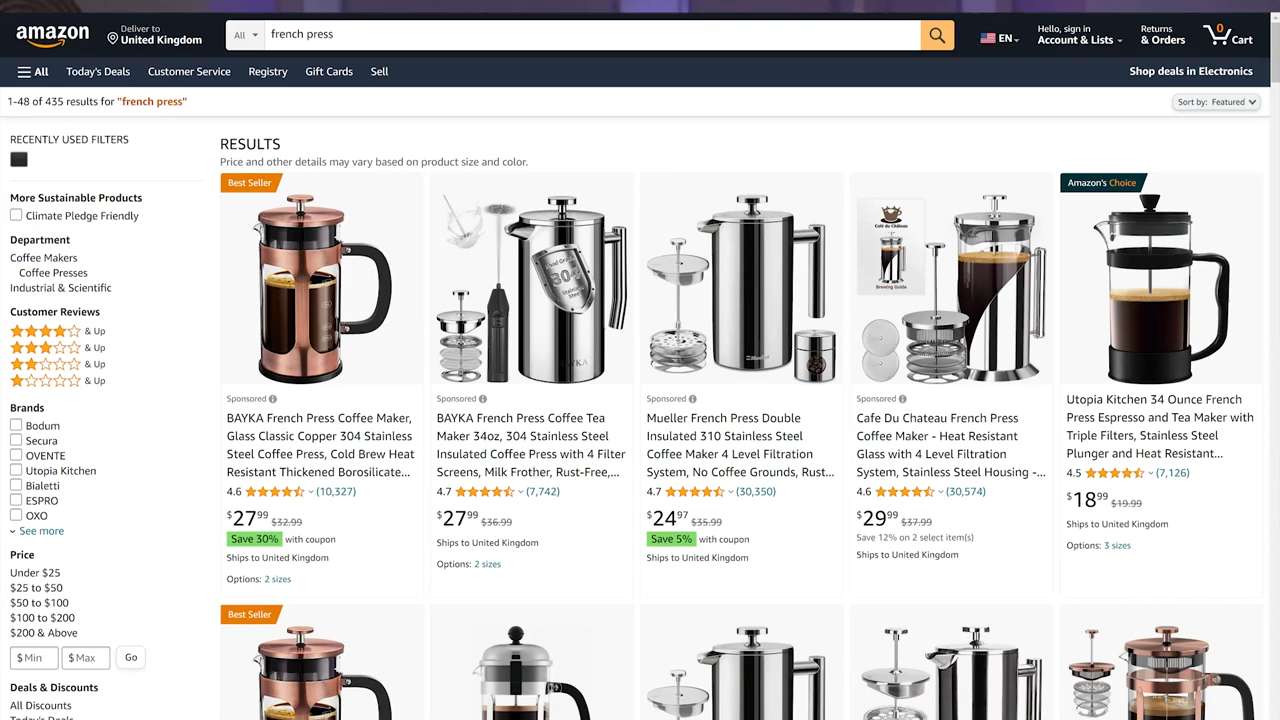 amazon
Deliver to
United Kingdom
All
french press
EN
Hello, sign in
Account & Lists
Returns
& Orders
0
Cart
All
Today's Deals
Customer Service
Registry
Gift Cards
Sell
Shop deals in Electronics
1-48 of 435 results for "french press"
Sort by: Featured
RECENTLY USED FILTERS
More Sustainable Products
Climate Pledge Friendly
Department
Coffee Makers
Coffee Presses
Industrial & Scientific
Customer Reviews
& Up
& Up
& Up
& Up
Brands
Bodum
Secura
OVENTE
Utopia Kitchen
Bialetti
ESPRO
OXO
See more
Price
Under $25
$25 to $50
$50 to $100
$100 to $200
$200 & Above
$ Min
$ Max
Go
Deals & Discounts
All Discounts
Today's Deals
RESULTS
Price and other details may vary based on product size and color.
Best Seller
Sponsored
BAYKA French Press Coffee Maker,
Glass Classic Copper 304 Stainless
Steel Coffee Press, Cold Brew Heat
Resistant Thickened Borosilicate...
4.6
(10,327)
$27.99 $32.99
Save 30% with coupon
Ships to United Kingdom
Options: 2 sizes
Food Grade
304
Stainless
Steel
BAYKA
Sponsored
BAYKA French Press Coffee Tea
Maker 34oz, 304 Stainless Steel
Insulated Coffee Press with 4 Filter
Screens, Milk Frother, Rust-Free,...
4.7
(7,742)
$27.99 $36.99
Ships to United Kingdom
Options: 2 sizes
Sponsored
Mueller French Press Double
Insulated 310 Stainless Steel
Coffee Maker 4 Level Filtration
System, No Coffee Grounds, Rust...
4.7
(30,350)
$24.97 $35.99
Save 5% with coupon
Ships to United Kingdom
Café du Château
Brewing Guide
Sponsored
Cafe Du Chateau French Press
Coffee Maker - Heat Resistant
Glass with 4 Level Filtration
System, Stainless Steel Housing -...
4.6
(30,574)
$29.99 $37.99
Save 12% on 2 select item(s)
Ships to United Kingdom
Amazon's Choice
Utopia Kitchen 34 Ounce French
Press Espresso and Tea Maker with
Triple Filters, Stainless Steel
Plunger and Heat Resistant...
4.5
(7,126)
$18.99 $19.99
Ships to United Kingdom
Options: 3 sizes
Best Seller